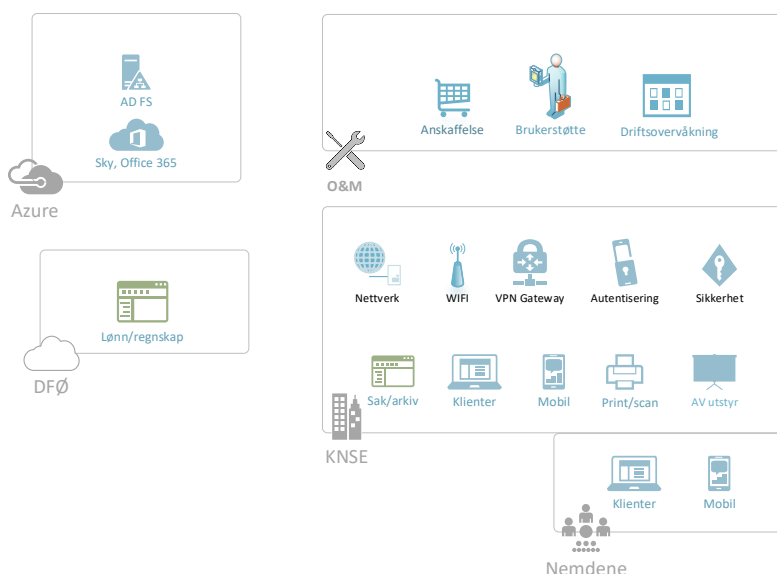 AD FS
Sky, Office 365
Azure
Anskaffelse
Brukerstøtte
Driftsovervåkning
O&M
Lønn/regnskap
DFØ
Nettverk
WIFI
VPN Gateway
Autentisering
Sikkerhet
Sak/arkiv
Klienter
Mobil
Print/scan
AV utstyr
KNSE
Klienter
Mobil
Nemdene